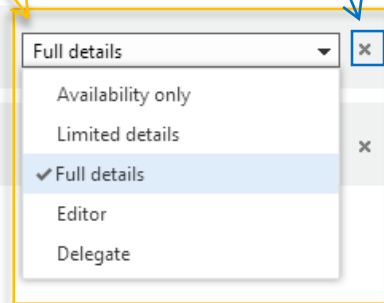 Full details
Availability only
Limited details
Full details
Editor
Delegate